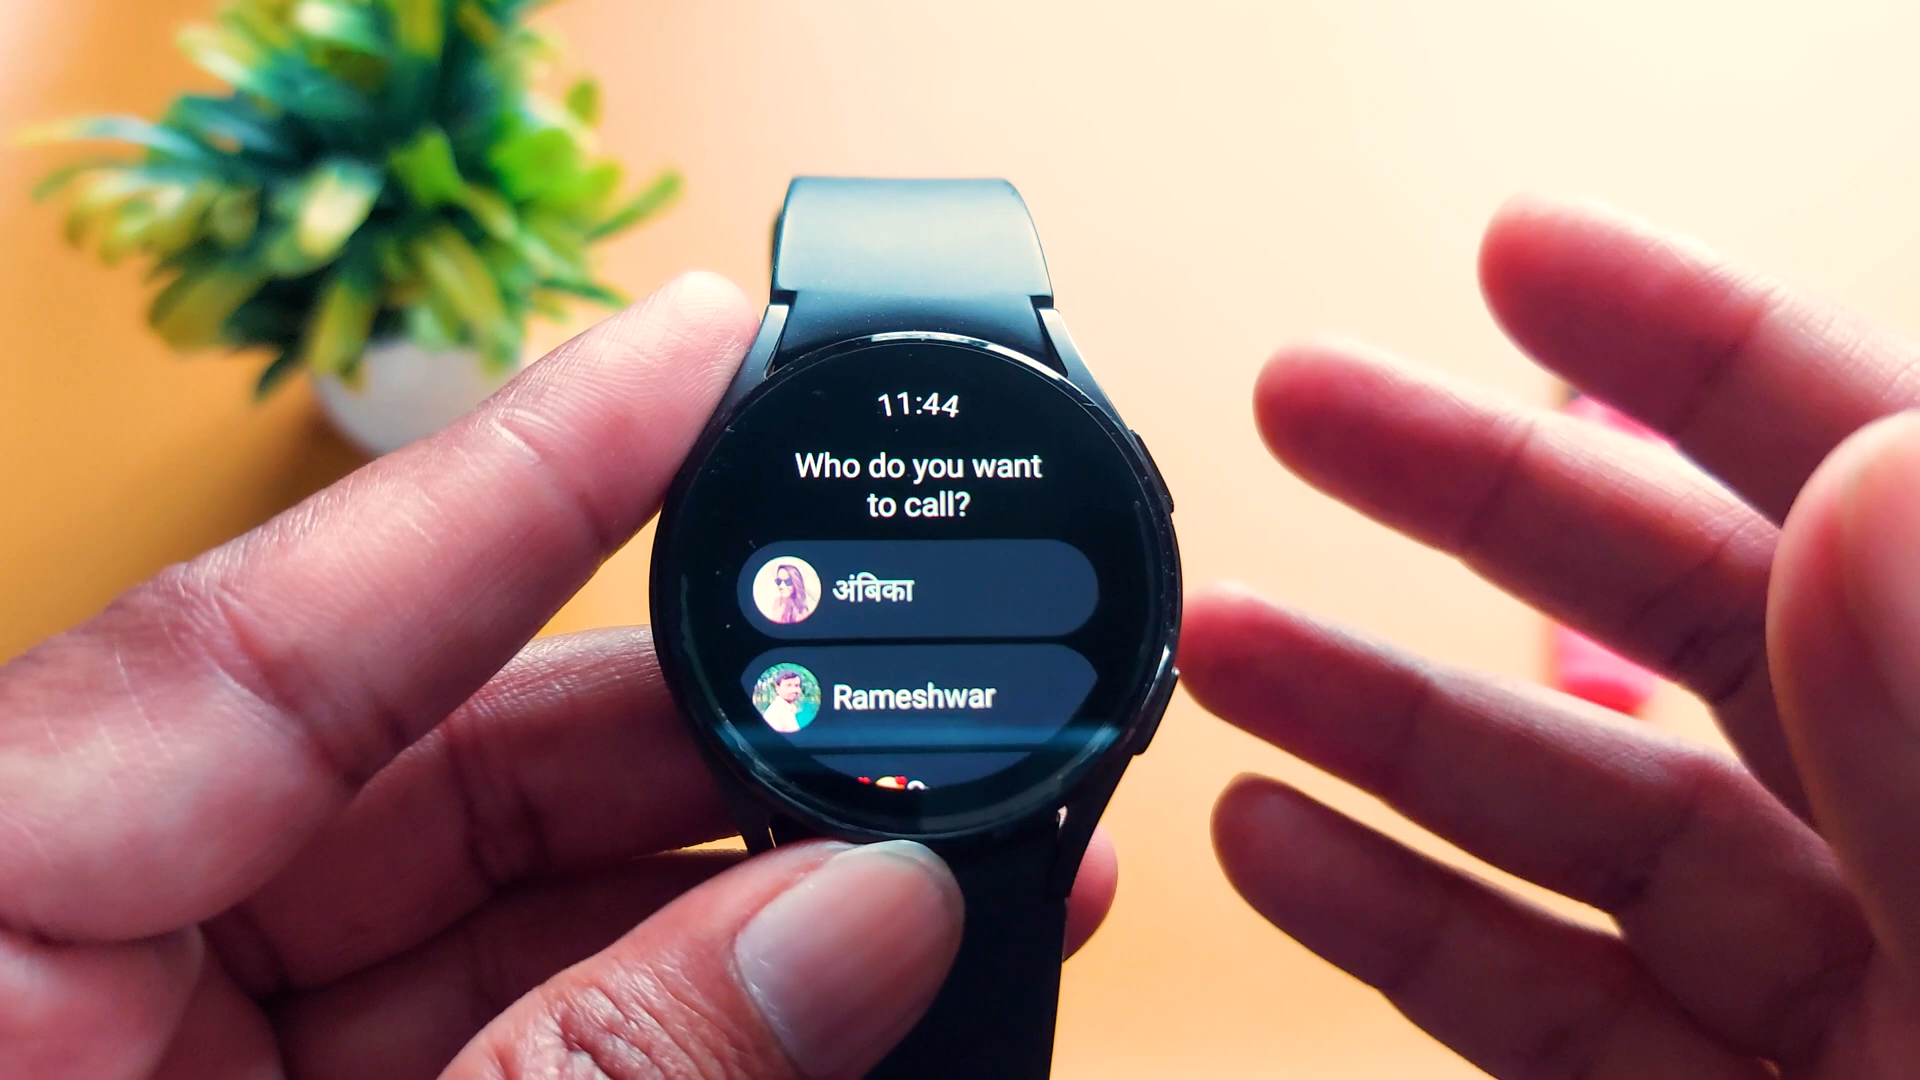 11:44
Who do you want
to call?
अंबिका
Rameshwar